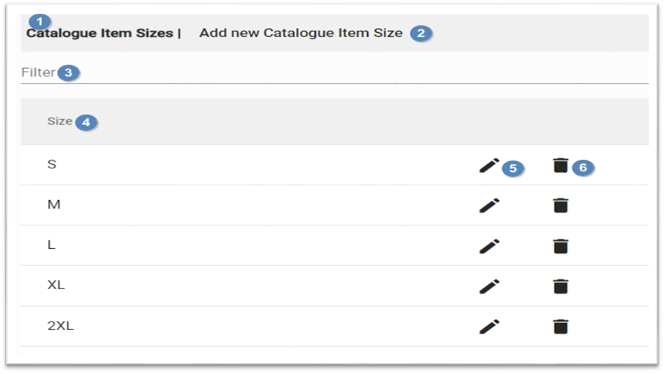 1
Catalogue Item Sizes | Add new Catalogue Item Size 2
Filter 3
Size 4
S 5 6
M
L
XL
2XL